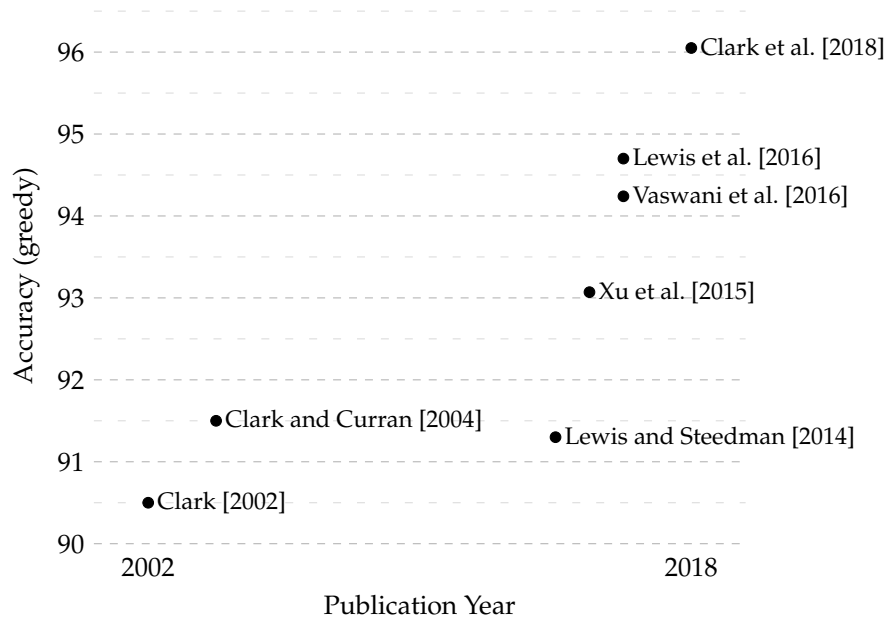 96
Clark et al. [2018]
95
Lewis et al. [2016]
Vaswani et al. [2016]
94
Accuracy (greedy)
93
Xu et al. [2015]
92
Clark and Curran [2004]
Lewis and Steedman [2014]
91
Clark [2002]
90
2002
2018
Publication Year